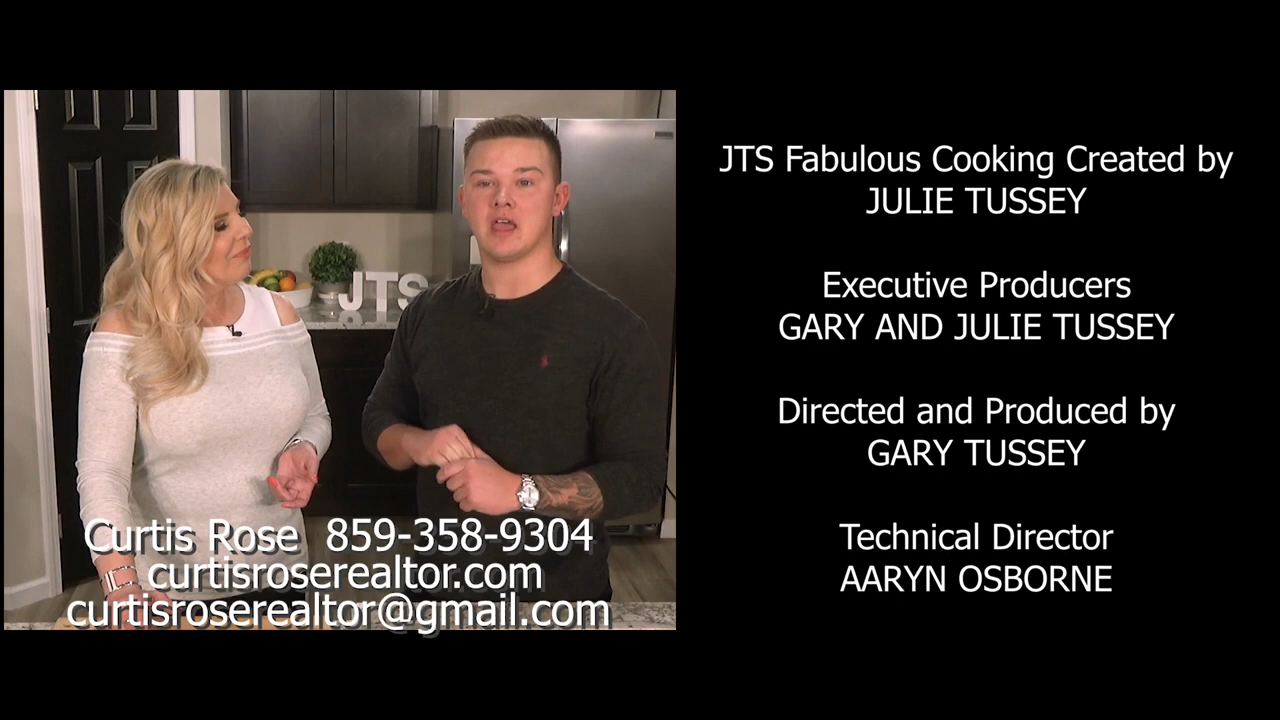 JTS
Curtis Rose 859-358-9304
curtisroserealtor.com
curtisroserealtor@gmail.com
JTS Fabulous Cooking Created by
JULIE TUSSEY
Executive Producers
GARY AND JULIE TUSSEY
Directed and Produced by
GARY TUSSEY
Technical Director
AARYN OSBORNE